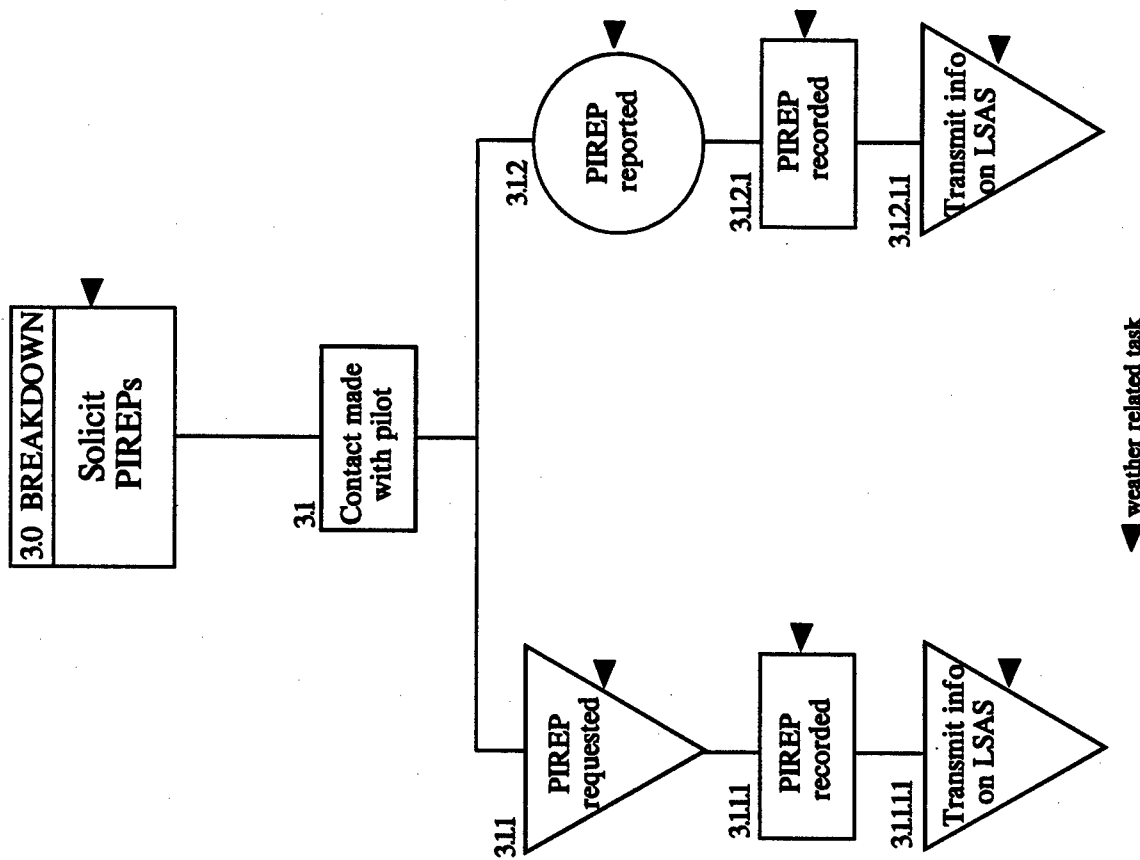 3.0 BREAKDOWN
Solicit
PIREPs
3.1
Contact made
with pilot
3.1.1
PIREP
requested
3.1.1.1
PIREP
recorded
3.1.1.1.1
Transmit info
on LSAS
3.1.2
PIREP
reported
3.1.2.1
PIREP
recorded
3.1.2.1.1
Transmit info
on LSAS
weather related task